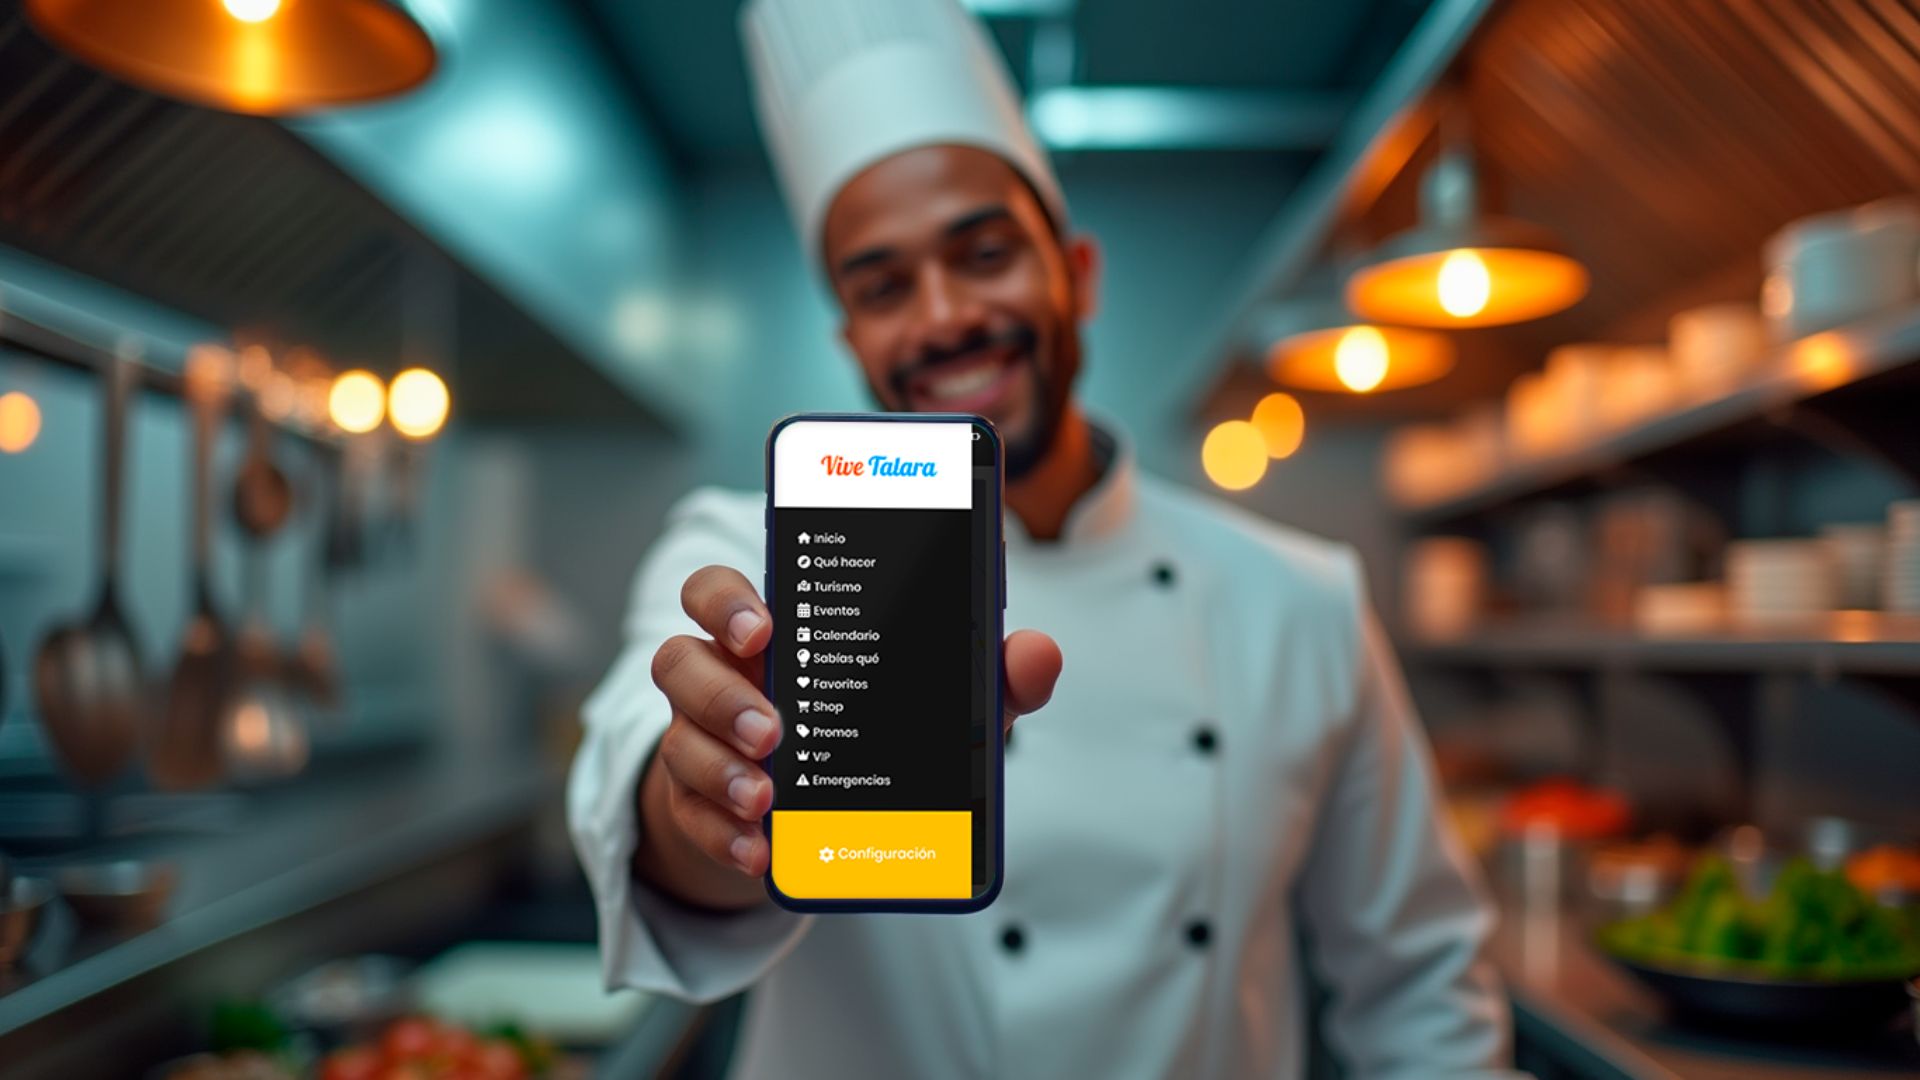 Vive Talara
Inicio
Qué hacer
Turismo
Eventos
Calendario
Sabías qué
Favoritos
Shop
Promos
VIP
Emergencias
Configuración